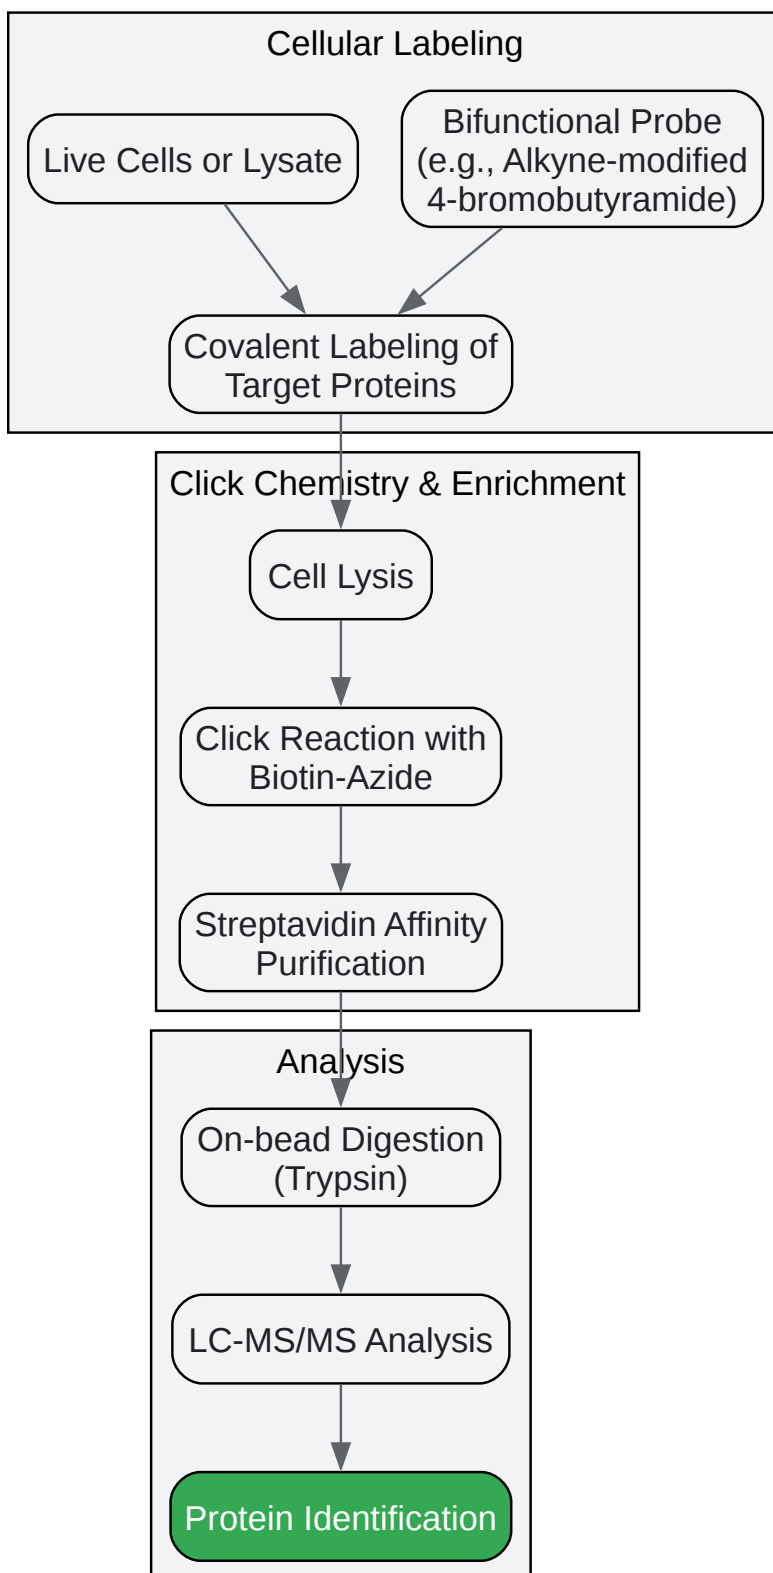 Cellular Labeling
Live Cells or Lysate
Bifunctional Probe
(e.g., Alkyne-modified
4-bromobutyramide)
Covalent Labeling of
Target Proteins
Click Chemistry & Enrichment
Cell Lysis
Click Reaction with
Biotin-Azide
Streptavidin Affinity
Purification
Analysis
On-bead Digestion
(Trypsin)
LC-MS/MS Analysis
Protein Identification